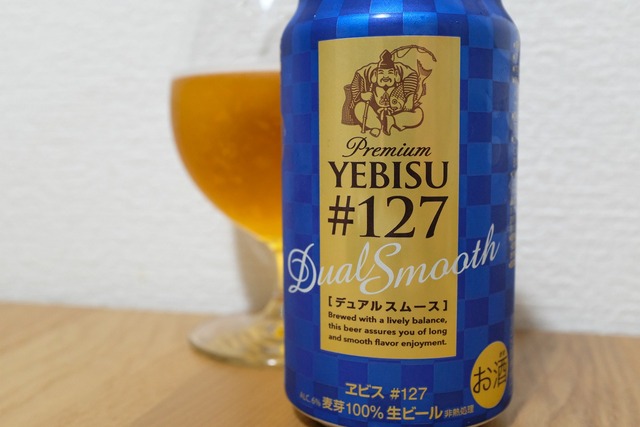 Premium
YEBISU
#127
Dual Smooth
[デュアルスムース]
Brewed with a lively balance,
this beer assures you of long
and smooth flavor enjoyment.
お酒
ヱビス #127
ALC.6% 麦芽100% 生ビール 非熱処理